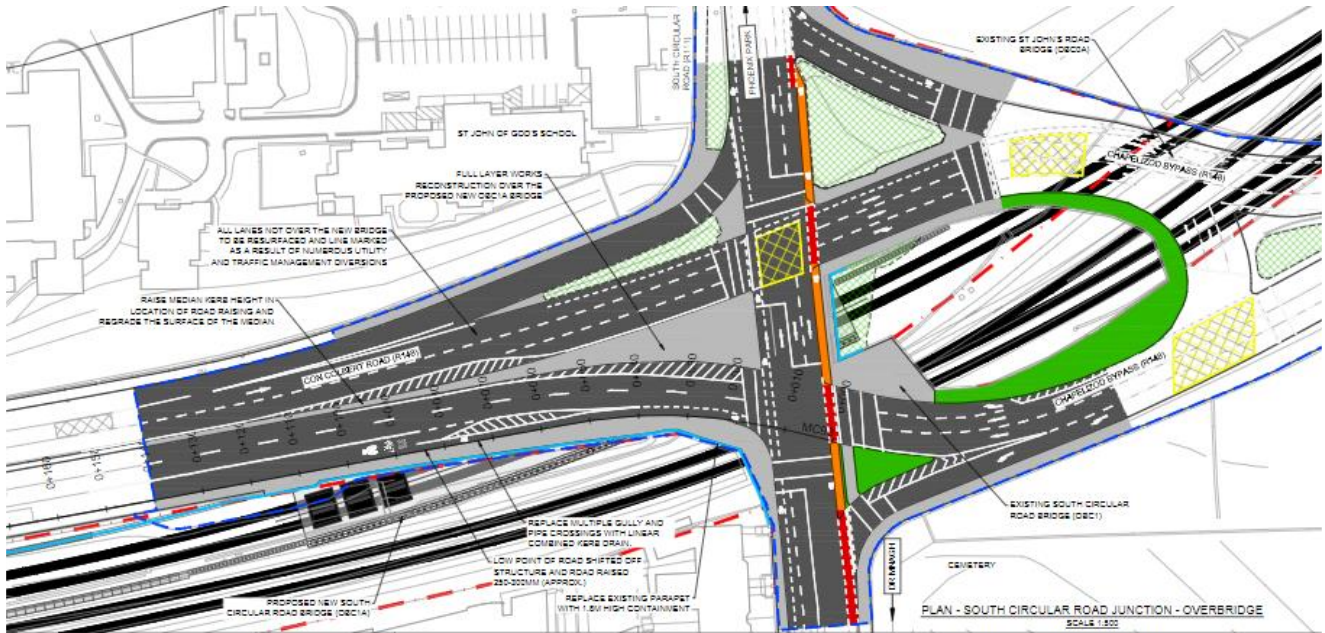 SOUTH CIRCULAR
ROAD (R111)
PHOENIX PARK
EXISTING ST JOHN'S ROAD
BRIDGE (OBC0A)
ST JOHN OF GOD'S SCHOOL
CHAPELIZOD BYPASS (R148)
FULL LAYER WORKS
RECONSTRUCTION OVER THE
PROPOSED NEW OBC1A BRIDGE
ALL LANES NOT OVER THE NEW BRIDGE
TO BE RESURFACED AND LINE MARKED
AS A RESULT OF NUMEROUS UTILITY
AND TRAFFIC MANAGEMENT DIVERSIONS
RAISE MEDIAN KERB HEIGHT IN
LOCATION OF ROAD RAISING AND
REGRADE THE SURFACE OF THE MEDIAN
CON COLBERT ROAD (R148)
CHAPELIZOD BYPASS (R148)
0+010
EXISTING SOUTH CIRCULAR
ROAD BRIDGE (OBC1)
REPLACE MULTIPLE GULLY AND
PIPE CROSSINGS WITH LINEAR
COMBINED KERB DRAIN.
LOW POINT OF ROAD SHIFTED OFF
STRUCTURE AND ROAD RAISED
250-300MM (APPROX.)
REPLACE EXISTING PARAPET
WITH 1.8M HIGH CONTAINMENT
PROPOSED NEW SOUTH
CIRCULAR ROAD BRIDGE (OBC1A)
DRIMNAGH
CEMETERY
PLAN - SOUTH CIRCULAR ROAD JUNCTION - OVERBRIDGE
SCALE 1:500